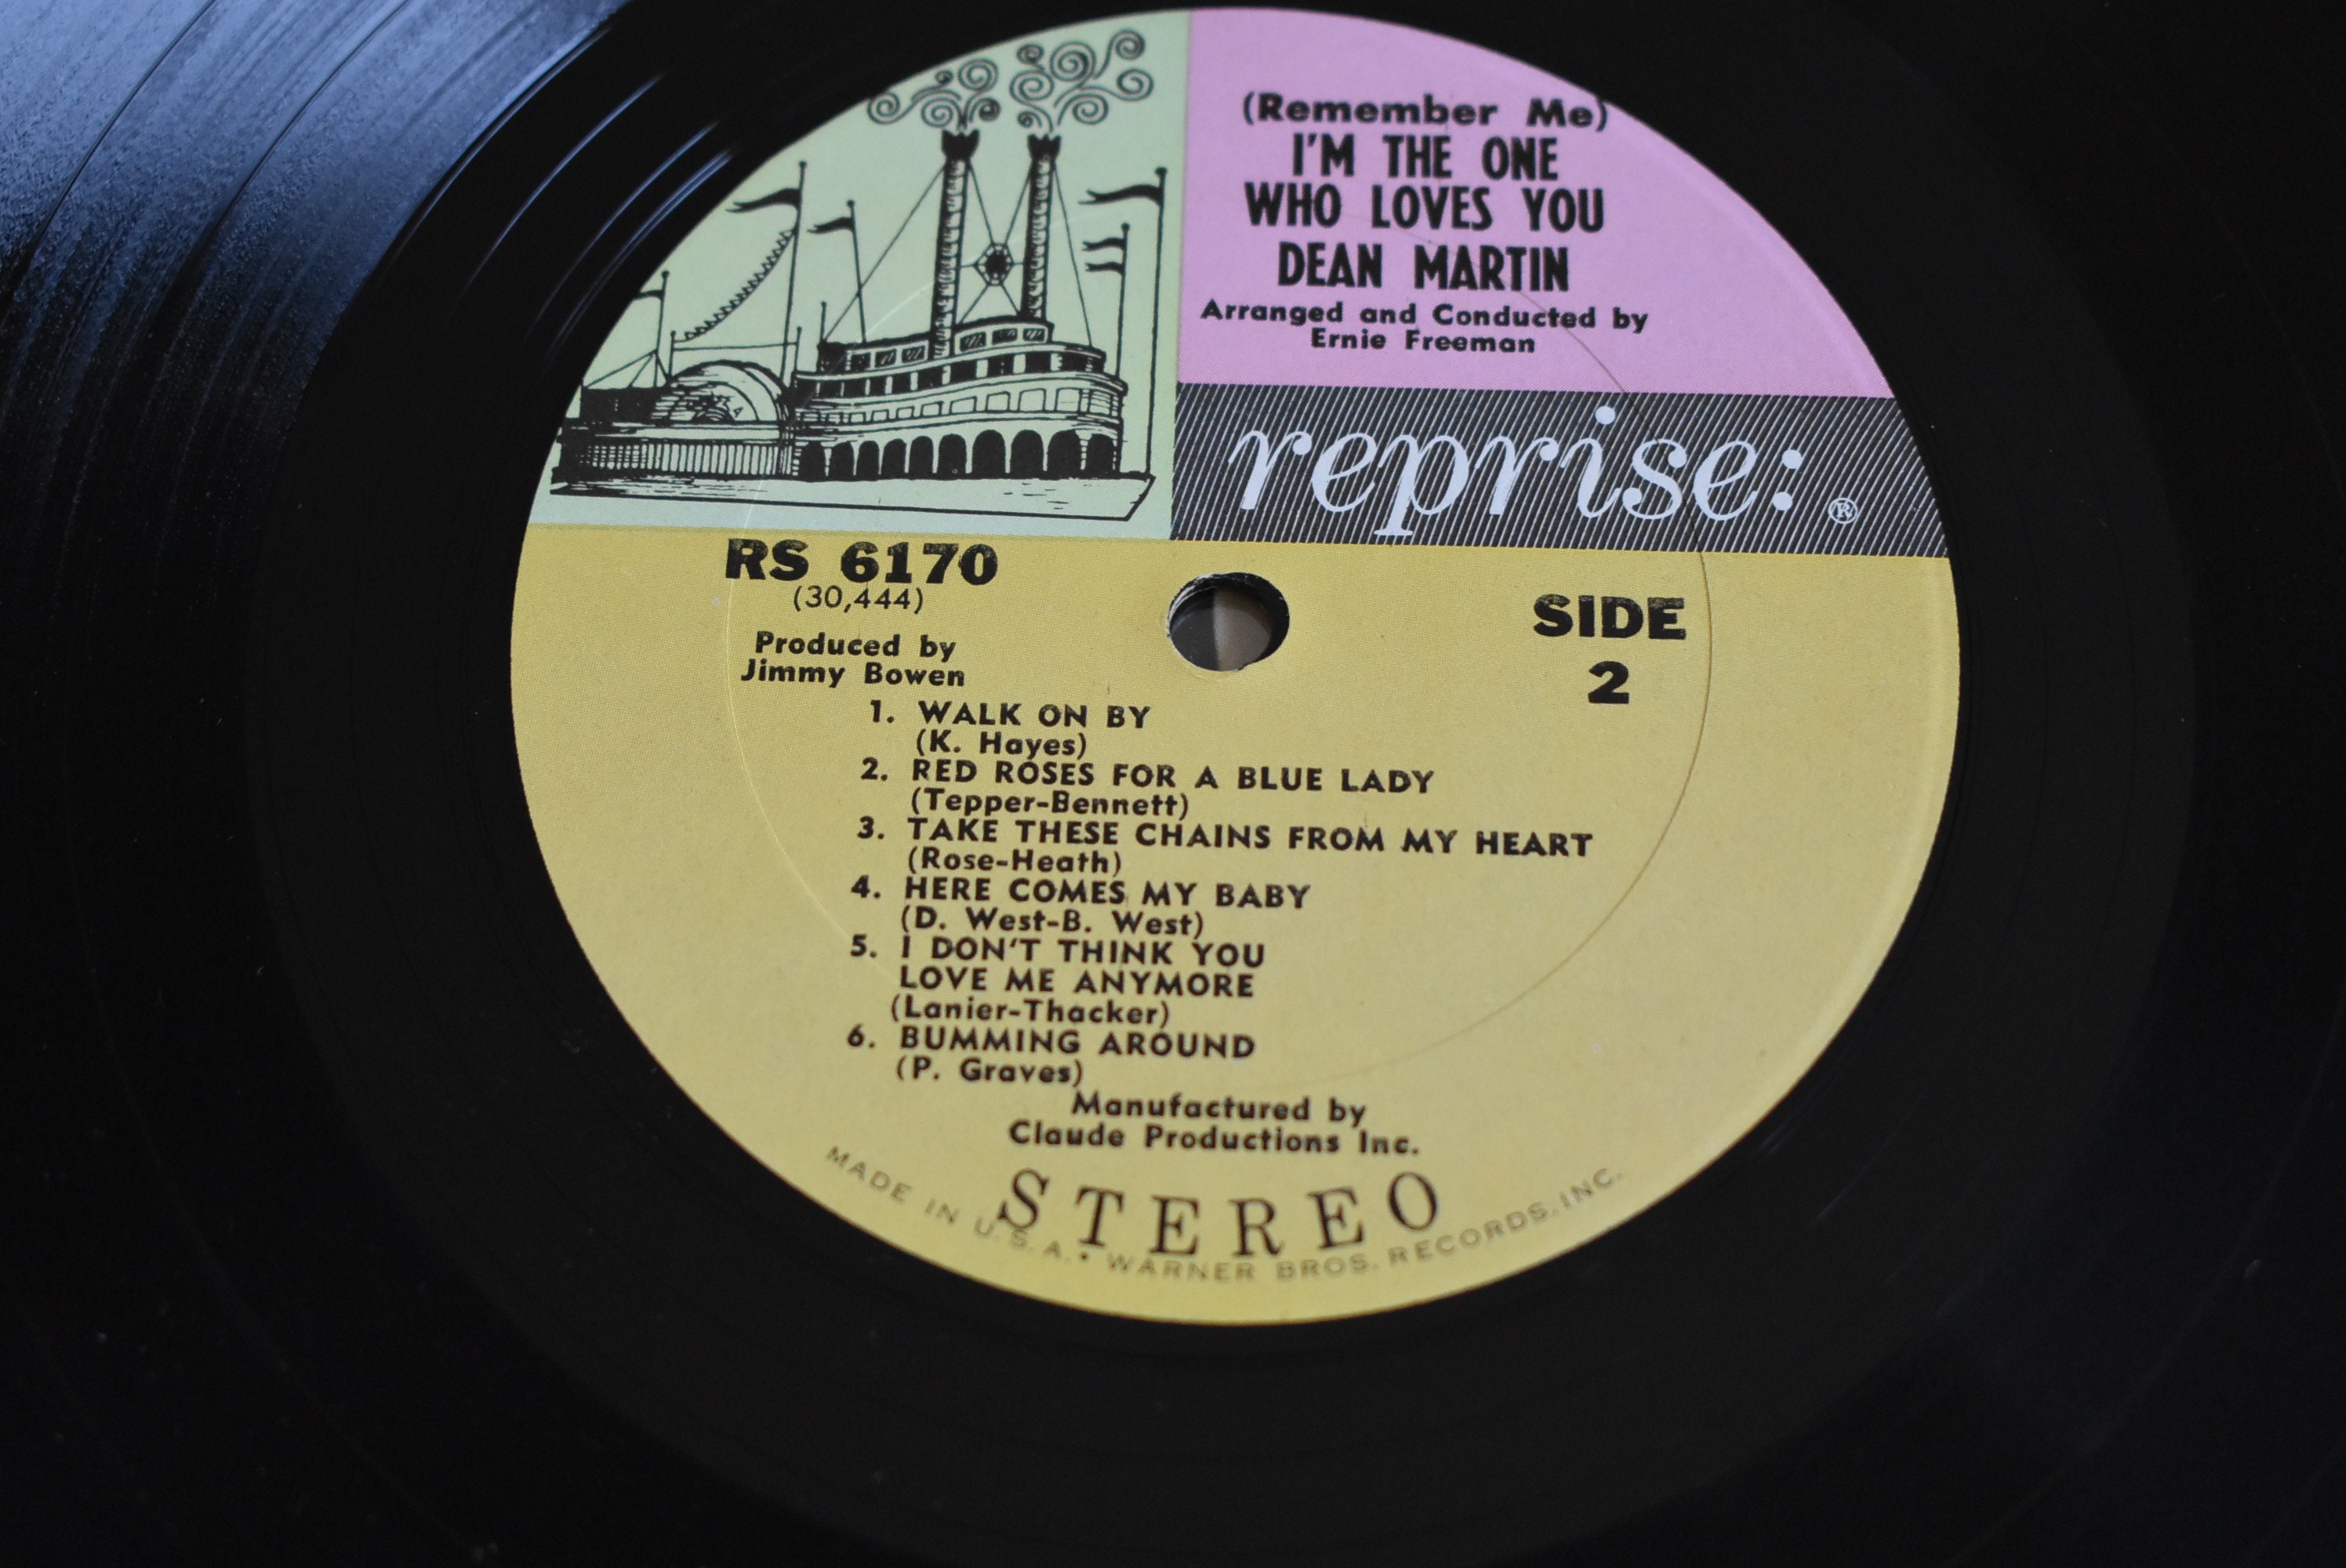 (Remember Me)
I'M THE ONE
WHO LOVES YOU
DEAN MARTIN
Arranged and Conducted by
Ernie Freeman
reprise: ®
RS 6170
(30,444)
SIDE
2
Produced by
Jimmy Bowen
1. WALK ON BY
(K. Hayes)
2. RED ROSES FOR A BLUE LADY
(Tepper-Bennett)
3. TAKE THESE CHAINS FROM MY HEART
(Rose-Heath)
4. HERE COMES MY BABY
(D. West-B. West)
5. I DON'T THINK YOU
LOVE ME ANYMORE
(Lanier-Thacker)
6. BUMMING AROUND
(P. Graves)
Manufactured by
Claude Productions Inc.
STEREO
MADE IN U.S.A. • WARNER BROS. RECORDS, INC.